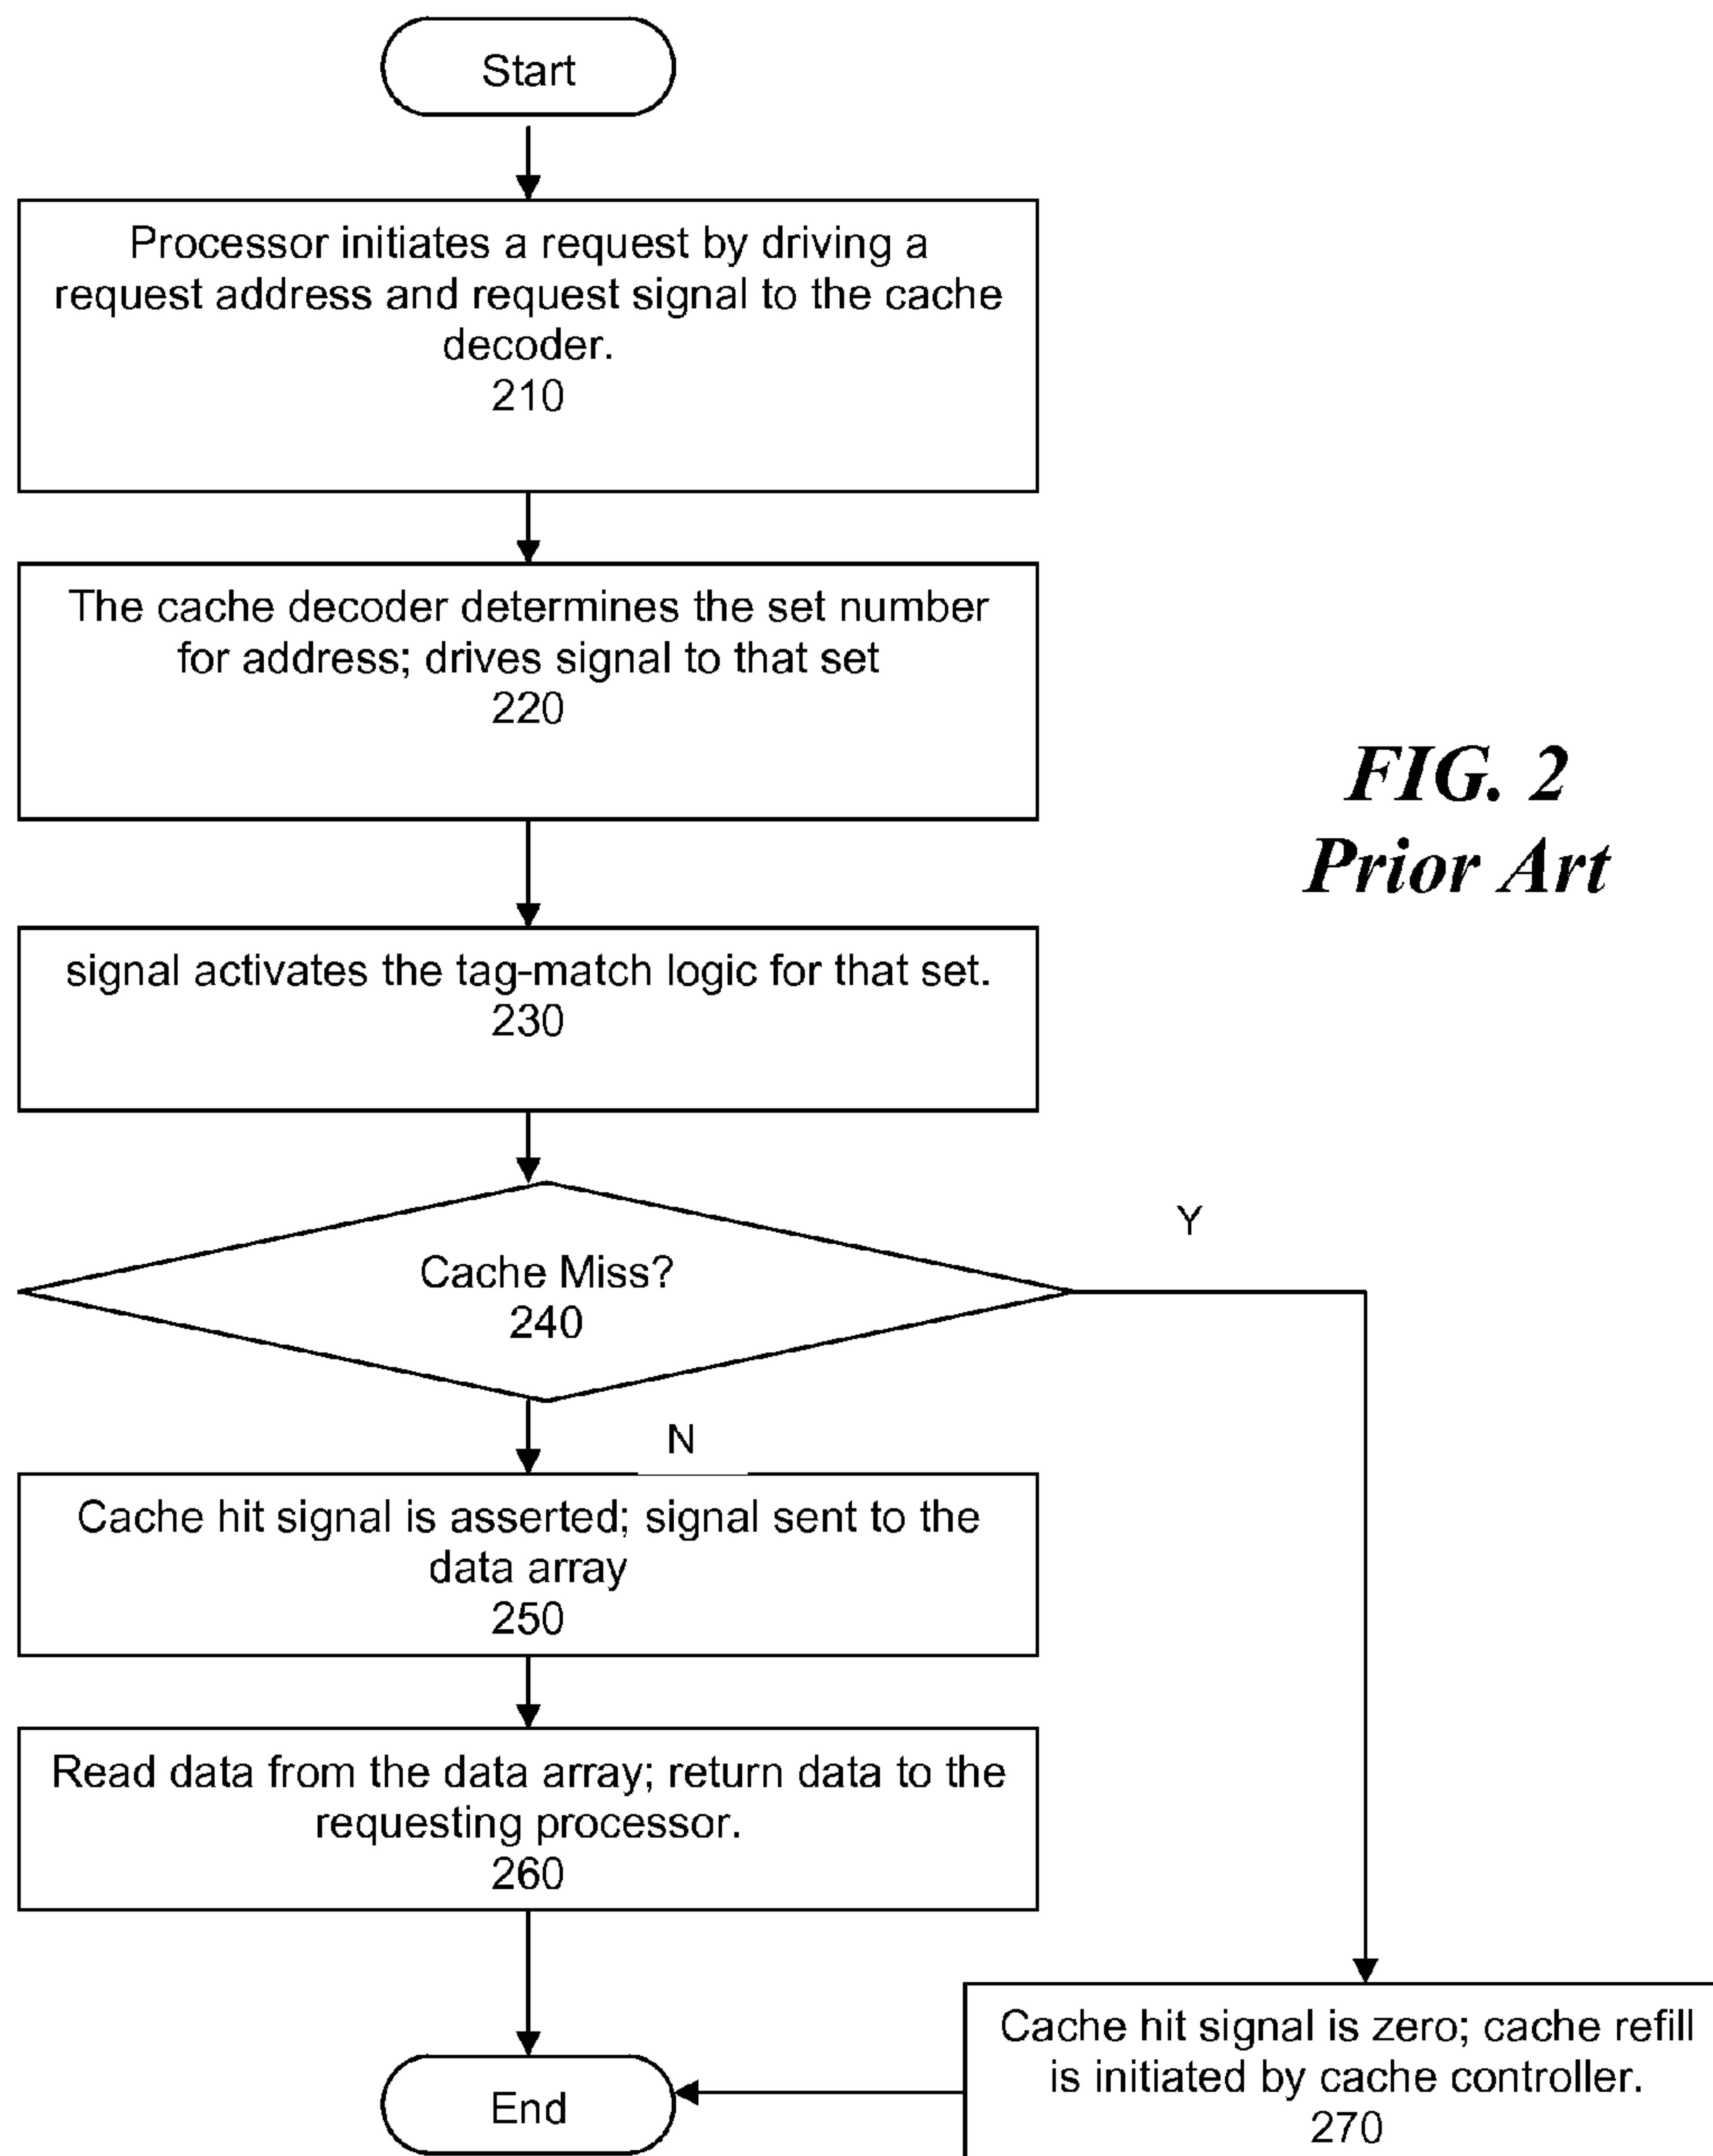 Start
Processor initiates a request by driving a
request address and request signal to the cache
decoder.
210
The cache decoder determines the set number
for address; drives signal to that set
220
FIG. 2
Prior Art
signal activates the tag-match logic for that set.
230
Y
Cache Miss?
240
N
Cache hit signal is asserted; signal sent to the
data array
250
Read data from the data array; return data to the
requesting processor.
260
Cache hit signal is zero; cache refill
is initiated by cache controller.
270
End